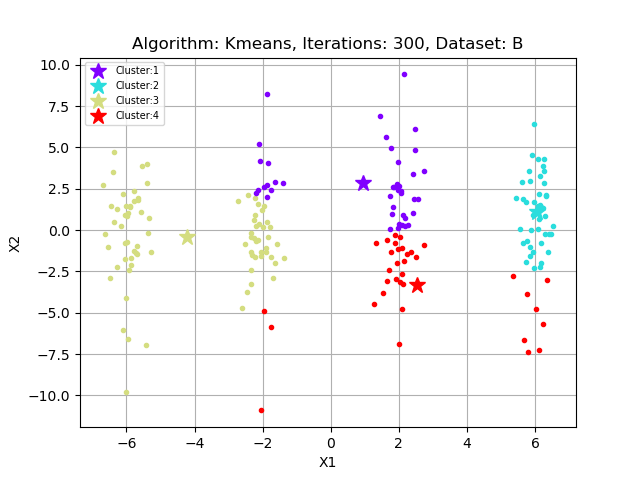 Algorithm: Kmeans, Iterations: 300, Dataset: B
Cluster:1
Cluster:2
Cluster:3
Cluster:4
10.0
7.5
5.0
2.5
0.0
−2.5
−5.0
−7.5
−10.0
X2
−6 −4 −2 0 2 4 6
X1